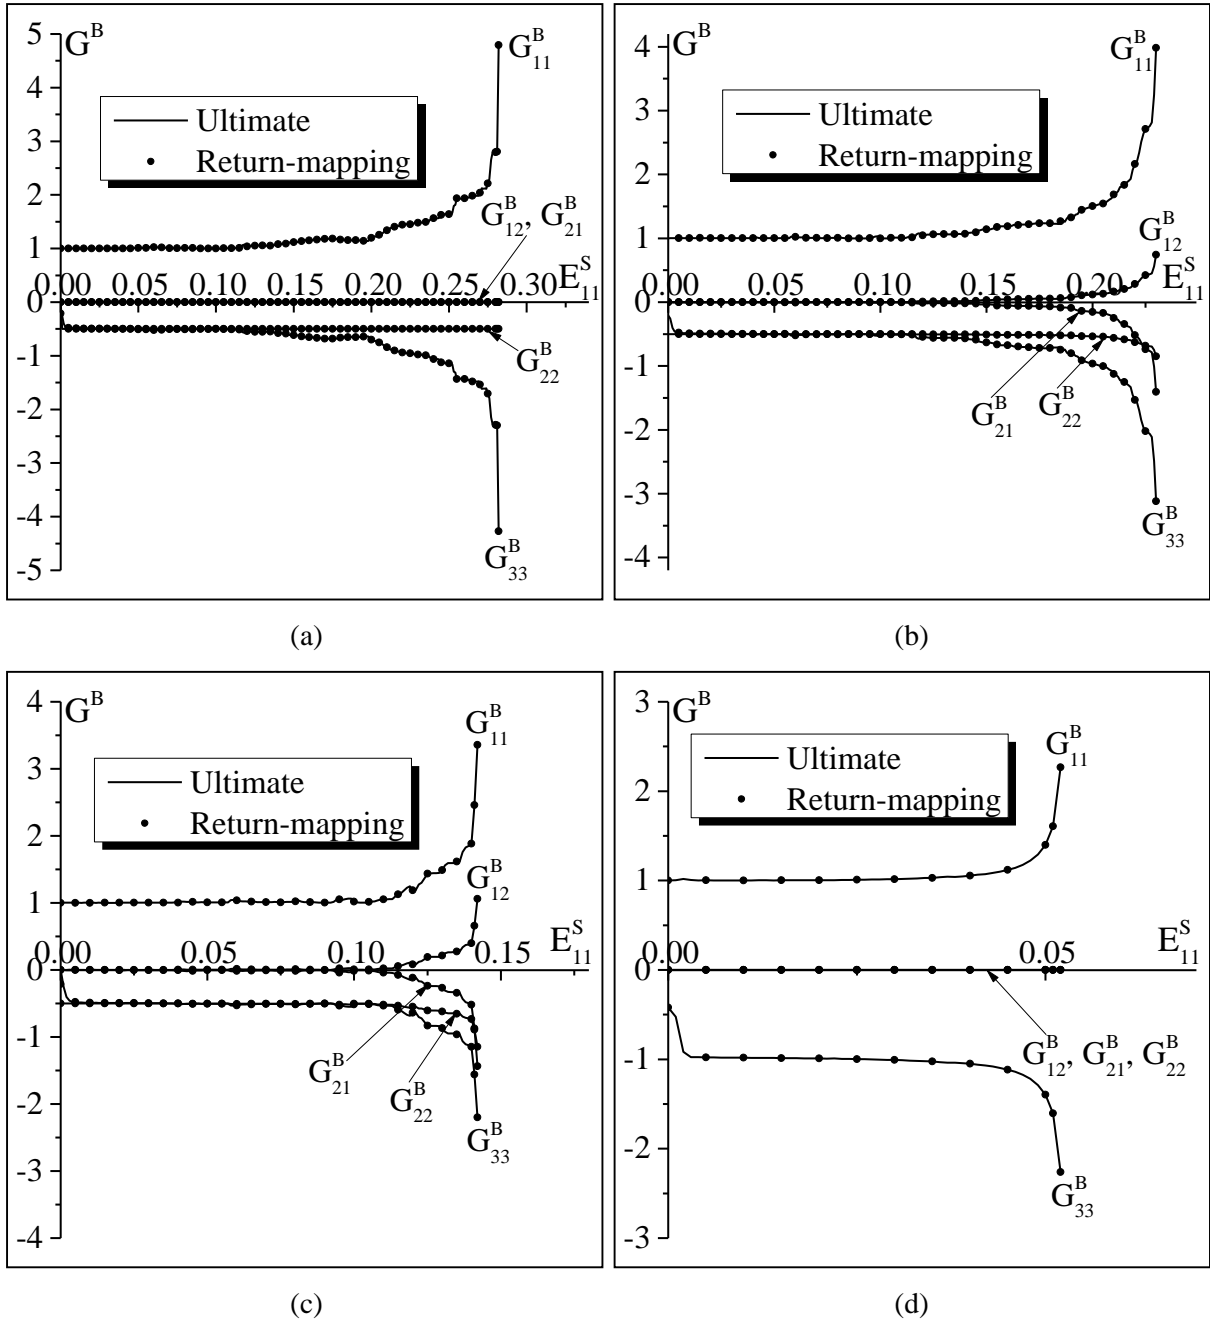 G^B
5
4
3
2
1
0
-1
-2
-3
-4
-5
Ultimate
Return-mapping
G^B_11
G^B_12, G^B_21
0.00 0.05 0.10 0.15 0.20 0.25 0.30
E^S_11
G^B_22
G^B_33
(a)
G^B
4
3
2
1
0
-1
-2
-3
-4
Ultimate
Return-mapping
G^B_11
G^B_12
0.00 0.05 0.10 0.15 0.20
E^S_11
G^B_21
G^B_22
G^B_33
(b)
G^B
4
3
2
1
0
-1
-2
-3
-4
Ultimate
Return-mapping
G^B_11
G^B_12
0.00 0.05 0.10 0.15
E^S_11
G^B_21
G^B_22
G^B_33
(c)
G^B
3
2
1
0
-1
-2
-3
Ultimate
Return-mapping
G^B_11
0.00 0.05
E^S_11
G^B_12, G^B_21, G^B_22
G^B_33
(d)